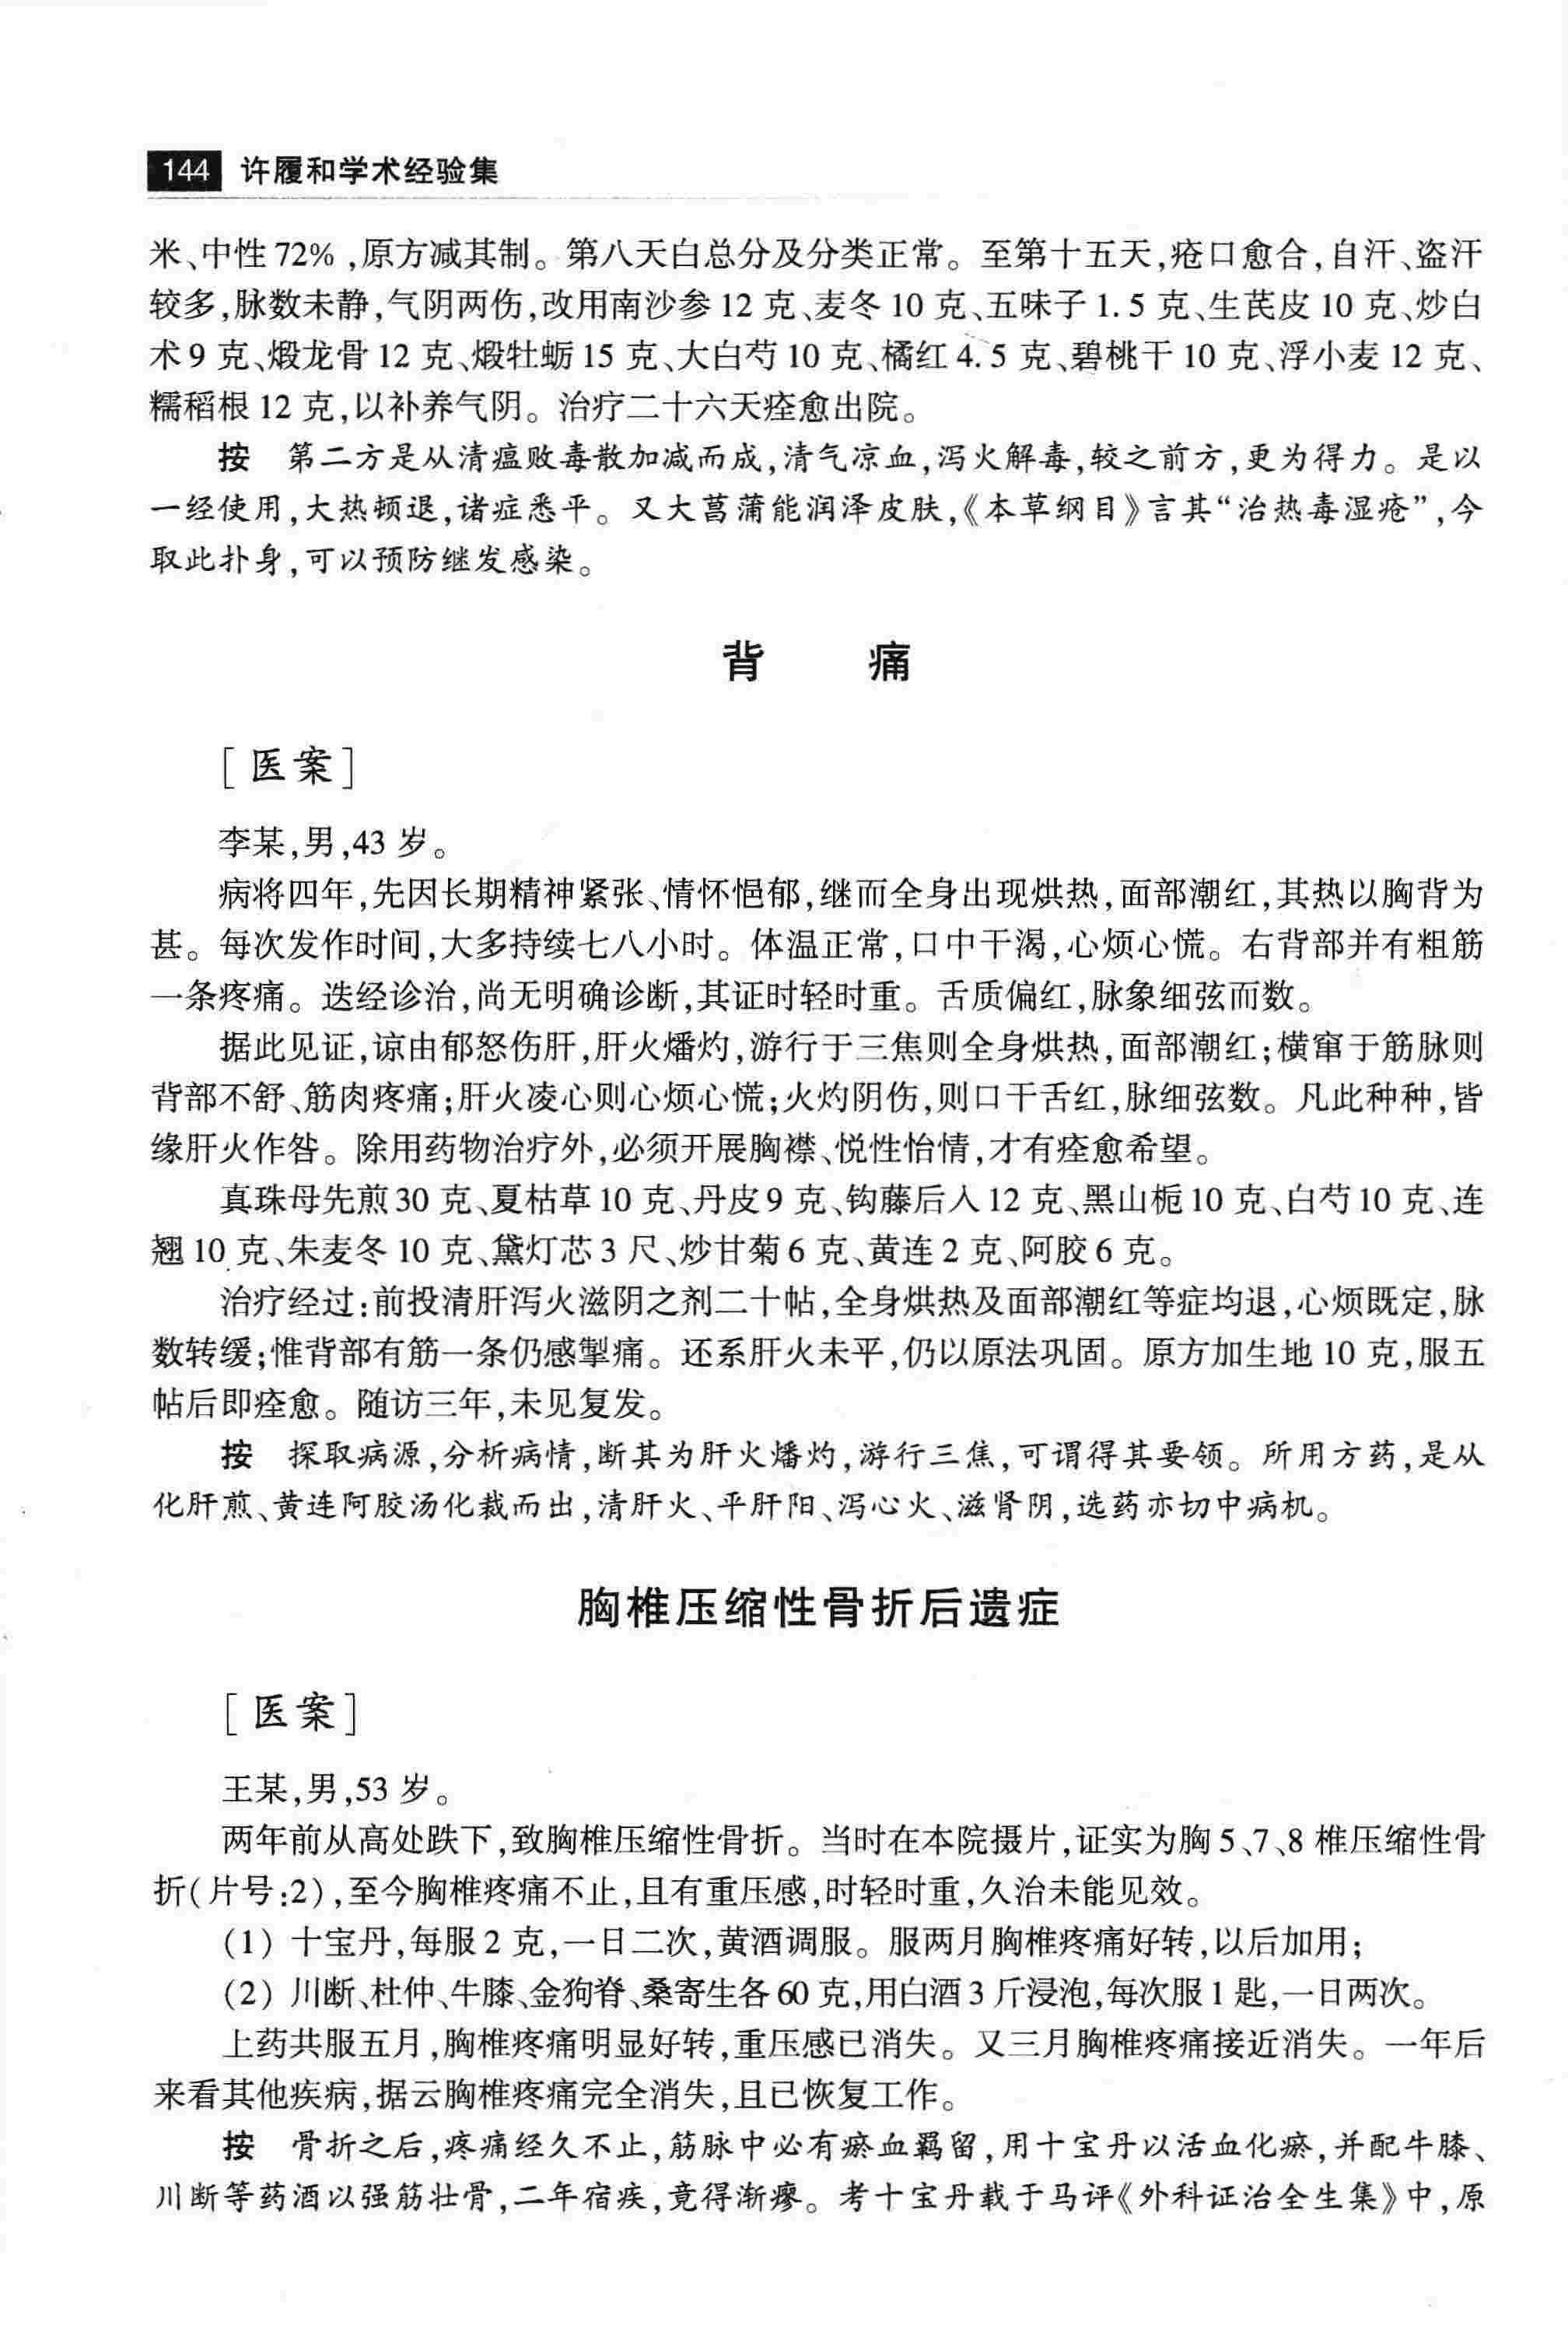 144 许履和学术经验集
米、中性72%,原方减其制。第八天白总分及分类正常。至第十五天,疮口愈合,自汗、盗汗
较多,脉数未静,气阴两伤,改用南沙参12克、麦冬10克、五味子1.5克、生芪皮10克、炒白
术9克、煅龙骨12克、煅牡蛎15克、大白芍10克、橘红4.5克、碧桃干10克、浮小麦12克、
糯稻根12克,以补养气阴。治疗二十六天痊愈出院。
按 第二方是从清瘟败毒散加减而成,清气凉血,泻火解毒,较之前方,更为得力。是以
一经使用,大热顿退,诸症悉平。又大菖蒲能润泽皮肤,《本草纲目》言其“治热毒湿疮”,今
取此扑身,可以预防继发感染。
背 痛
[医案]
李某,男,43岁。
病将四年,先因长期精神紧张、情怀悒郁,继而全身出现烘热,面部潮红,其热以胸背为
甚。每次发作时间,大多持续七八小时。体温正常,口中干渴,心烦心慌。右背部并有粗筋
一条疼痛。迭经诊治,尚无明确诊断,其证时轻时重。舌质偏红,脉象细弦而数。
据此见证,谅由郁怒伤肝,肝火燔灼,游行于三焦则全身烘热,面部潮红;横窜于筋脉则
背部不舒、筋肉疼痛;肝火凌心则心烦心慌;火灼阴伤,则口干舌红,脉细弦数。凡此种种,皆
缘肝火作咎。除用药物治疗外,必须开展胸襟、悦性怡情,才有痊愈希望。
真珠母先煎30克、夏枯草10克、丹皮9克、钩藤后入12克、黑山栀10克、白芍10克、连
翘10克、朱麦冬10克、黛灯芯3尺、炒甘菊6克、黄连2克、阿胶6克。
治疗经过:前投清肝泻火滋阴之剂二十帖,全身烘热及面部潮红等症均退,心烦既定,脉
数转缓;惟背部有筋一条仍感掣痛。还系肝火未平,仍以原法巩固。原方加生地10克,服五
帖后即痊愈。随访三年,未见复发。
按 探取病源,分析病情,断其为肝火燔灼,游行三焦,可谓得其要领。所用方药,是从
化肝煎、黄连阿胶汤化裁而出,清肝火、平肝阳、泻心火、滋肾阴,选药亦切中病机。
胸椎压缩性骨折后遗症
[医案]
王某,男,53岁。
两年前从高处跌下,致胸椎压缩性骨折。当时在本院摄片,证实为胸5、7、8椎压缩性骨
折(片号:2),至今胸椎疼痛不止,且有重压感,时轻时重,久治未能见效。
(1) 十宝丹,每服2克,一日二次,黄酒调服。服两月胸椎疼痛好转,以后加用;
(2) 川断、杜仲、牛膝、金狗脊、桑寄生各60克,用白酒3斤浸泡,每次服1匙,一日两次。
上药共服五月,胸椎疼痛明显好转,重压感已消失。又三月胸椎疼痛接近消失。一年后
来看其他疾病,据云胸椎疼痛完全消失,且已恢复工作。
按 骨折之后,疼痛经久不止,筋脉中必有瘀血羁留,用十宝丹以活血化瘀,并配牛膝、
川断等药酒以强筋壮骨,二年宿疾,竟得渐瘳。考十宝丹载于马评《外科证治全生集》中,原